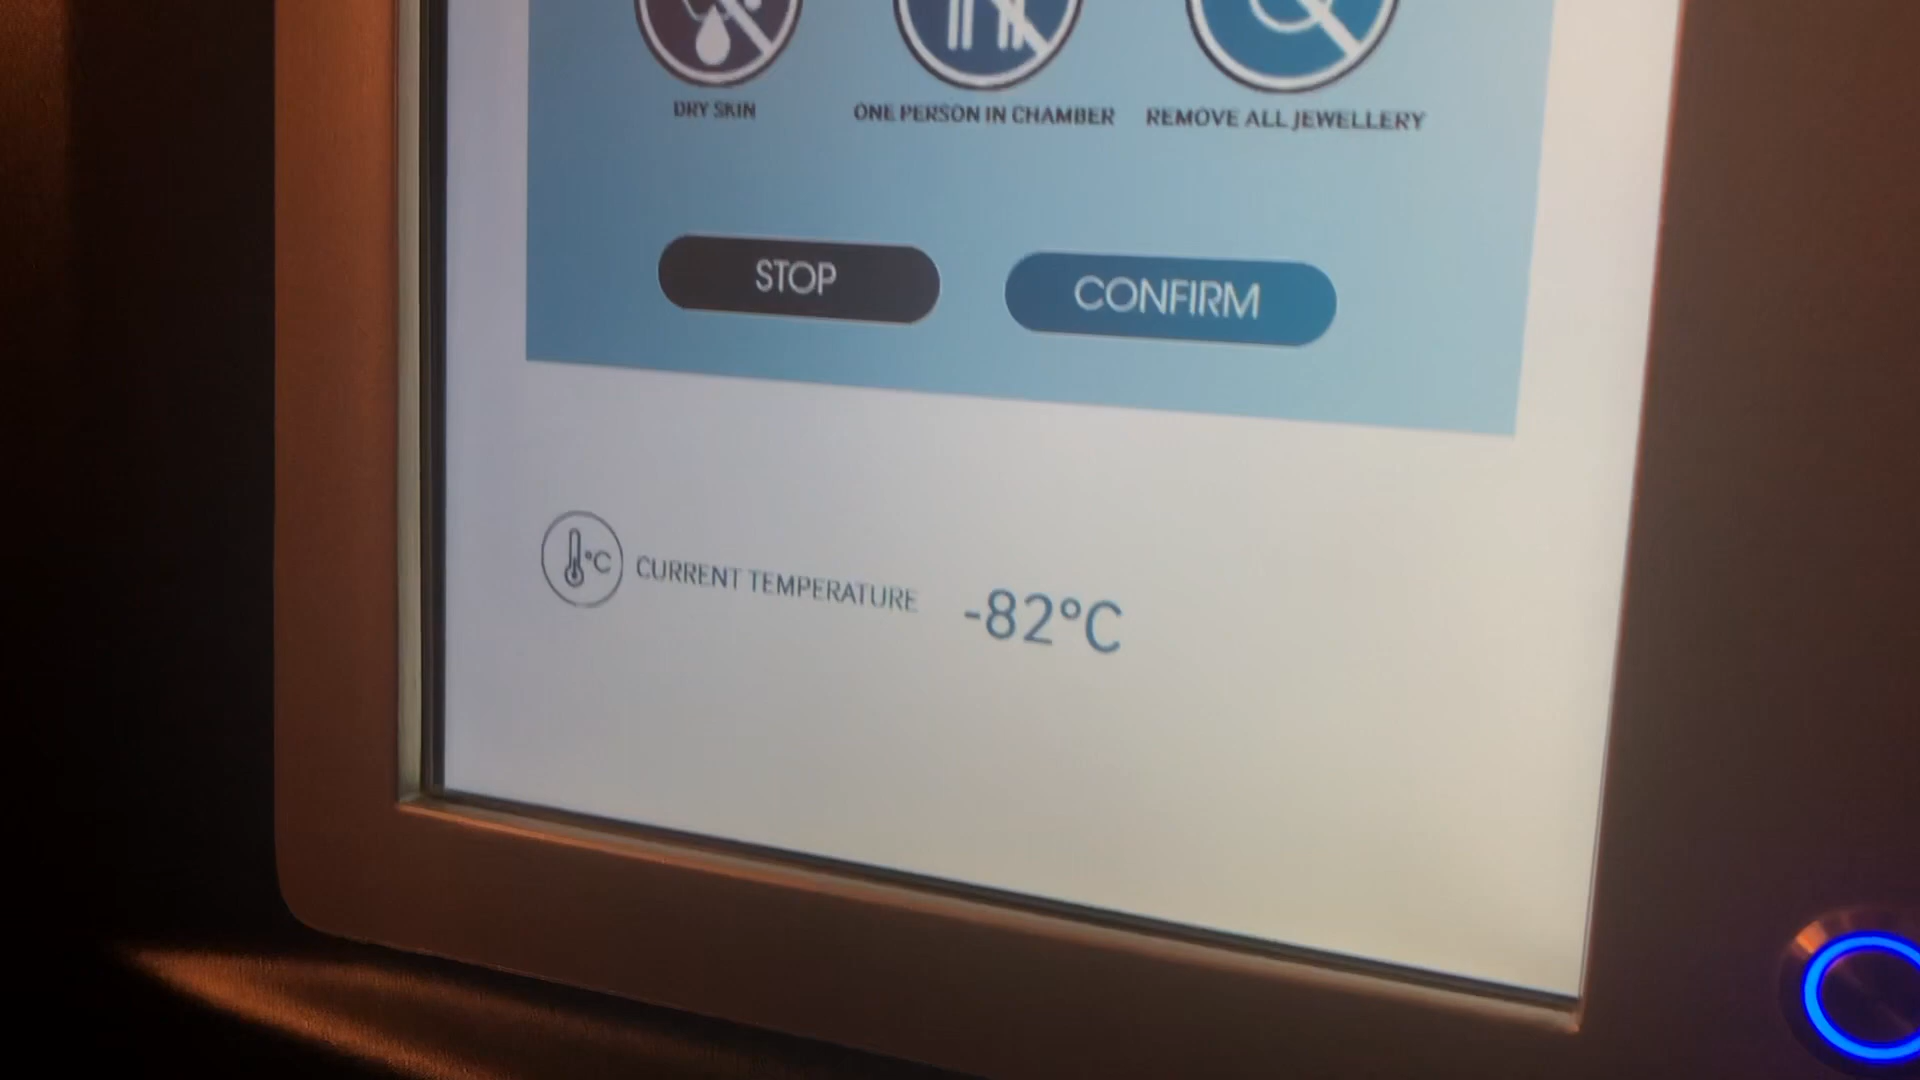 DRY SKIN
ONE PERSON IN CHAMBER
REMOVE ALL JEWELLERY
STOP
CONFIRM
°C
CURRENT TEMPERATURE
-82°C